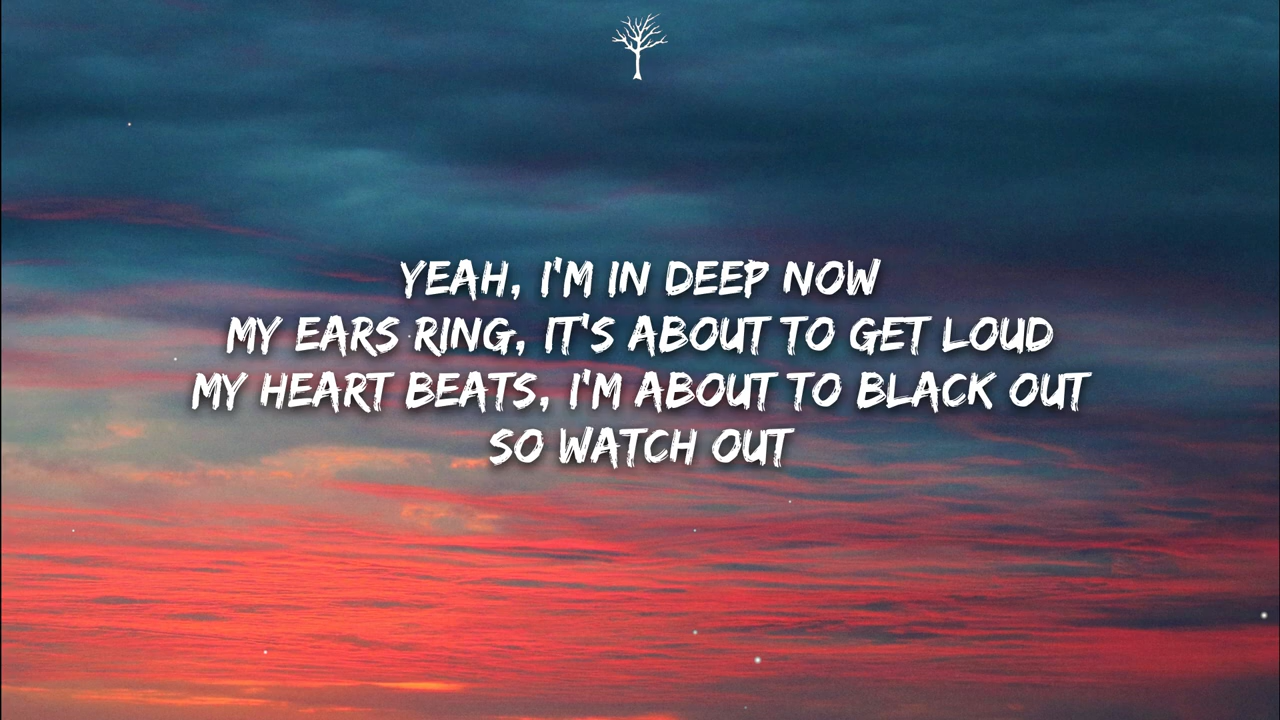 YEAH, I'M IN DEEP NOW
MY EARS RING, IT'S ABOUT TO GET LOUD
MY HEART BEATS, I'M ABOUT TO BLACK OUT
SO WATCH OUT